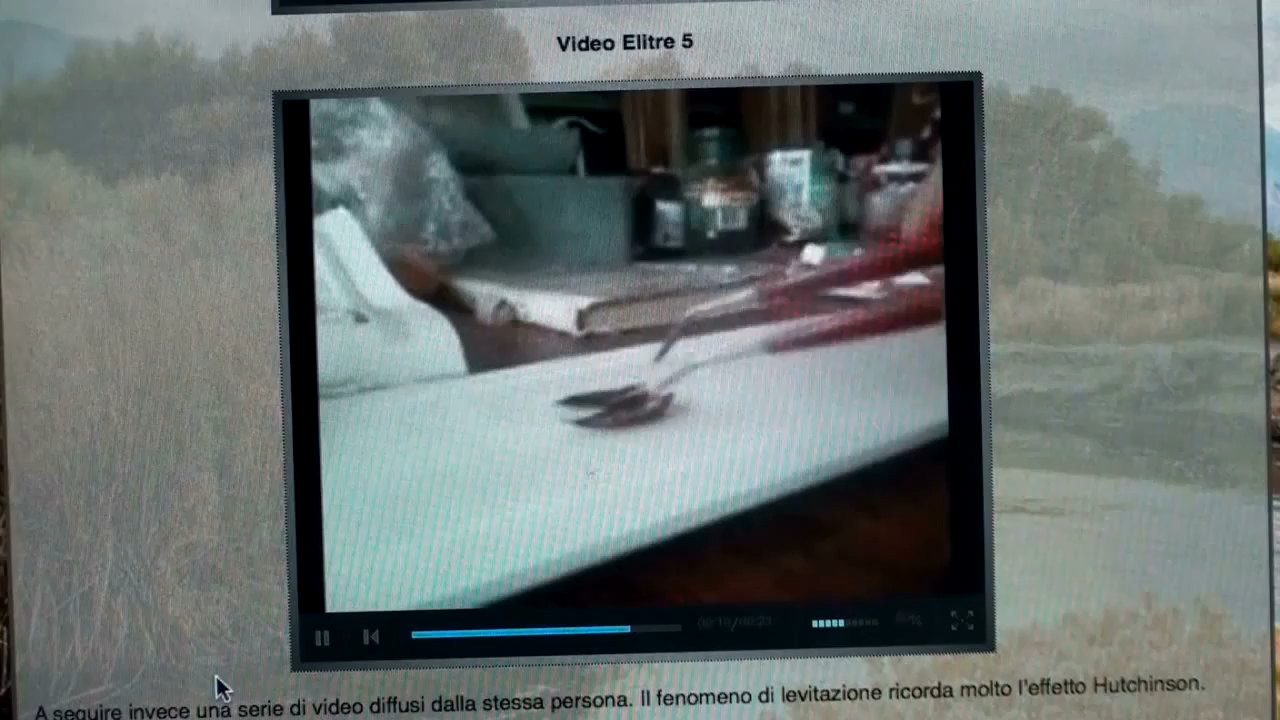 Video Elitre 5
A seguire invece una serie di video diffusi dalla stessa persona. Il fenomeno di levitazione ricorda molto l'effetto Hutchinson.